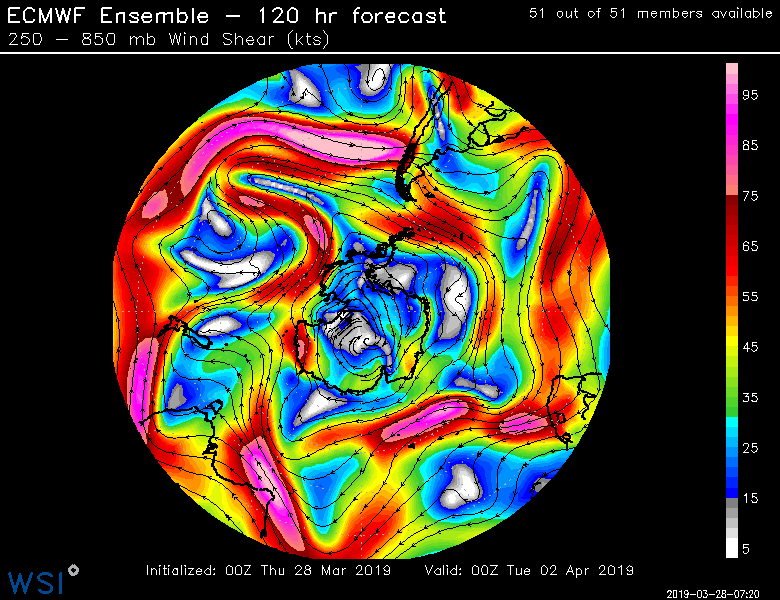 ECMWF Ensemble – 120 hr forecast
51 out of 51 members available
250 – 850 mb Wind Shear (kts)
95
85
75
65
55
45
35
25
15
5
Initialized: 00Z Thu 28 Mar 2019 Valid: 00Z Tue 02 Apr 2019
WSI
2019-03-28-07:20